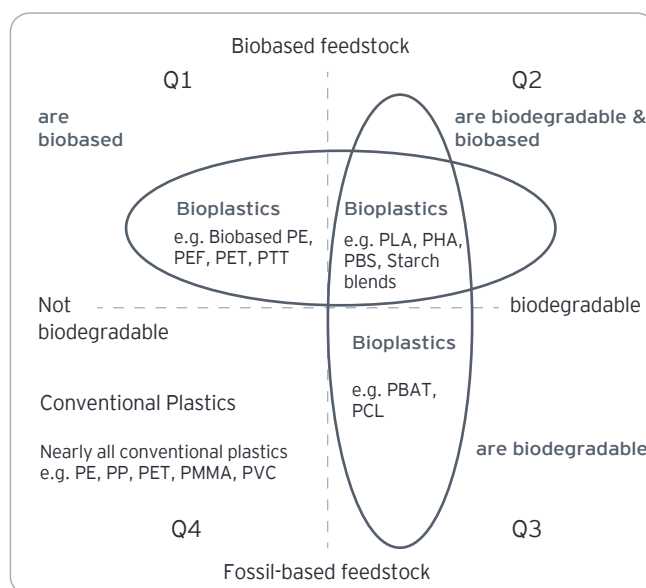 Biobased feedstock
Q1
Q2
are
biobased
are biodegradable &
biobased
Bioplastics
e.g. Biobased PE,
PEF, PET, PTT
Bioplastics
e.g. PLA, PHA,
PBS, Starch
blends
Not
biodegradable
biodegradable
Bioplastics
e.g. PBAT,
PCL
Conventional Plastics
Nearly all conventional plastics
e.g. PE, PP, PET, PMMA, PVC
are biodegradable
Q4
Q3
Fossil-based feedstock